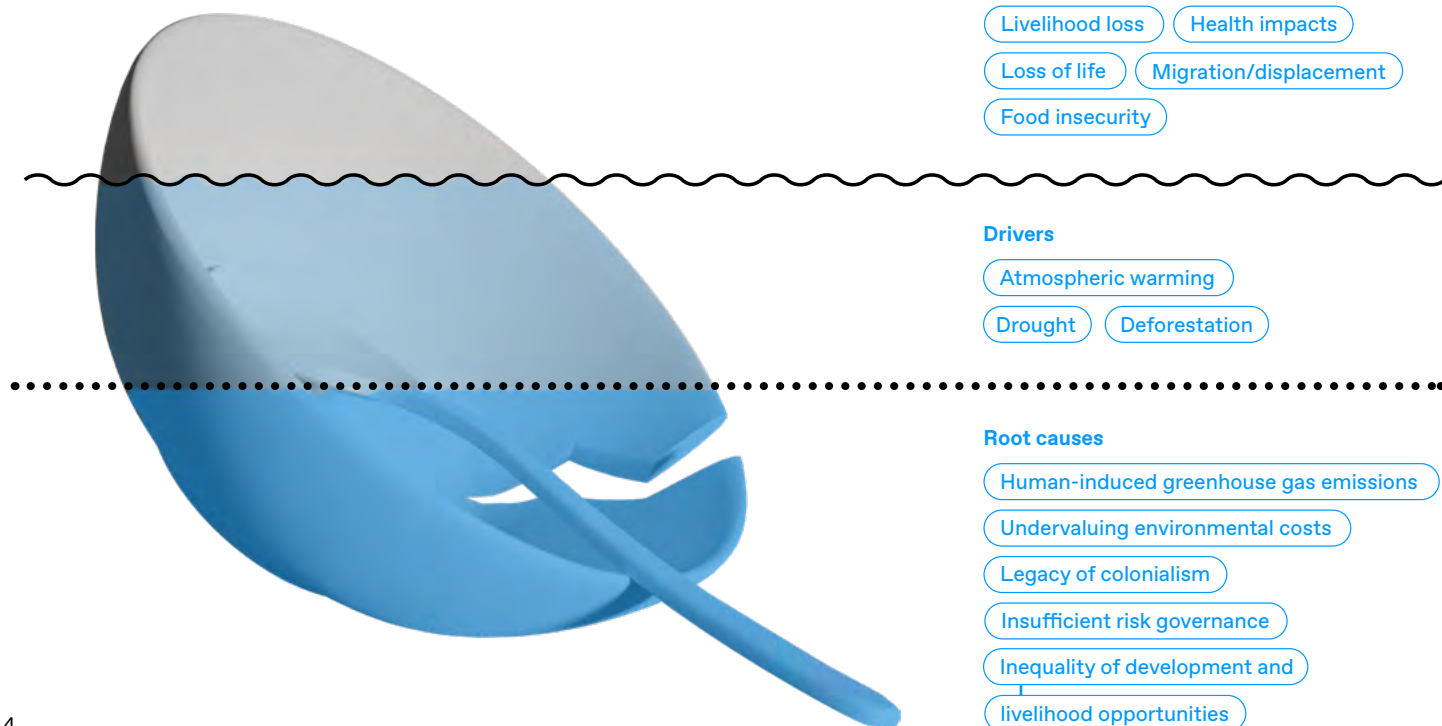 Livelihood loss Health impacts
Loss of life Migration/displacement
Food insecurity
Drivers
Atmospheric warming
Drought Deforestation
Root causes
Human-induced greenhouse gas emissions
Undervaluing environmental costs
Legacy of colonialism
Insufficient risk governance
Inequality of development and
livelihood opportunities